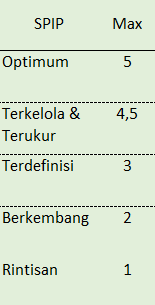 SPIP Max
Optimum 5
Terkelola & 4,5
Terukur
Terdefinisi 3
Berkembang 2
Rintisan 1